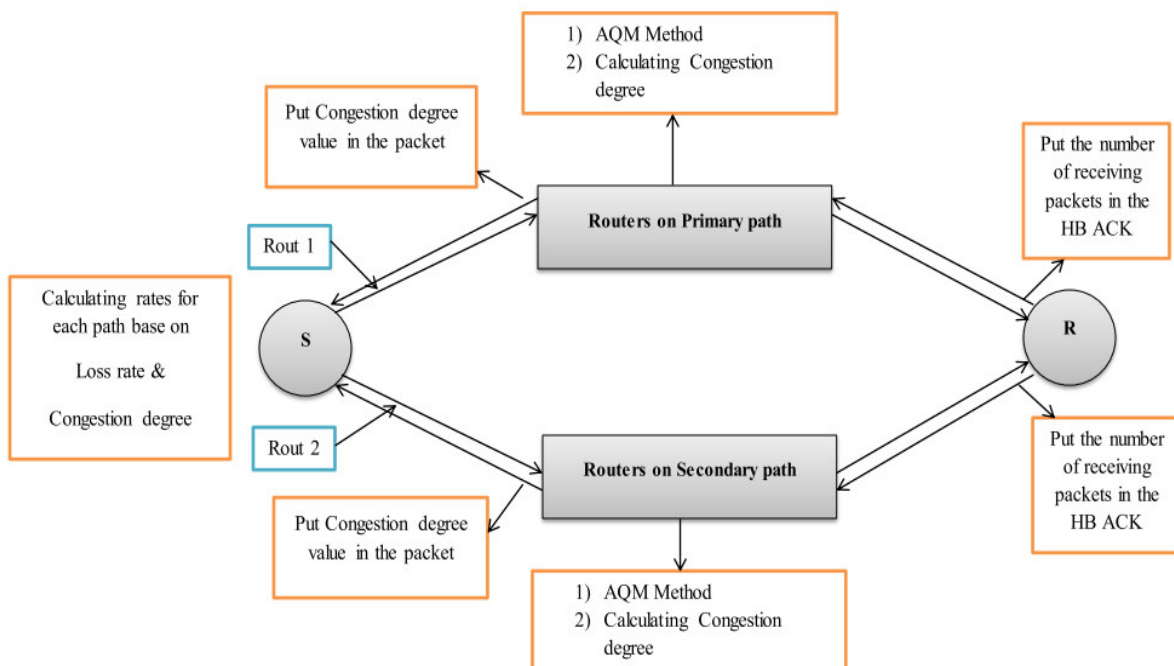 1) AQM Method
2) Calculating Congestion
degree
Put Congestion degree
value in the packet
Put the number
of receiving
packets in the
HB ACK
Routers on Primary path
Rout 1
Calculating rates for
each path base on
Loss rate &
Congestion degree
S
R
Rout 2
Routers on Secondary path
Put the number
of receiving
packets in the
HB ACK
Put Congestion degree
value in the packet
1) AQM Method
2) Calculating Congestion
degree